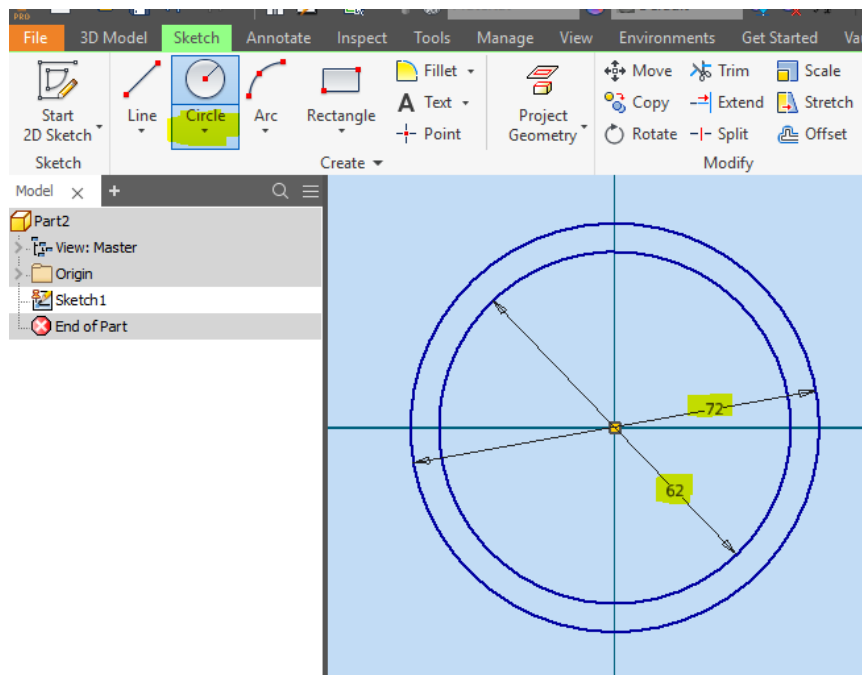 PRO
File 3D Model Sketch Annotate Inspect Tools Manage View Environments Get Started
Start 2D Sketch
Line
Circle
Arc
Rectangle
Fillet
Text
Point
Project Geometry
Move
Copy
Rotate
Trim
Extend
Split
Scale
Stretch
Offset
Sketch
Create
Modify
Model
Part2
View: Master
Origin
Sketch1
End of Part
72
62